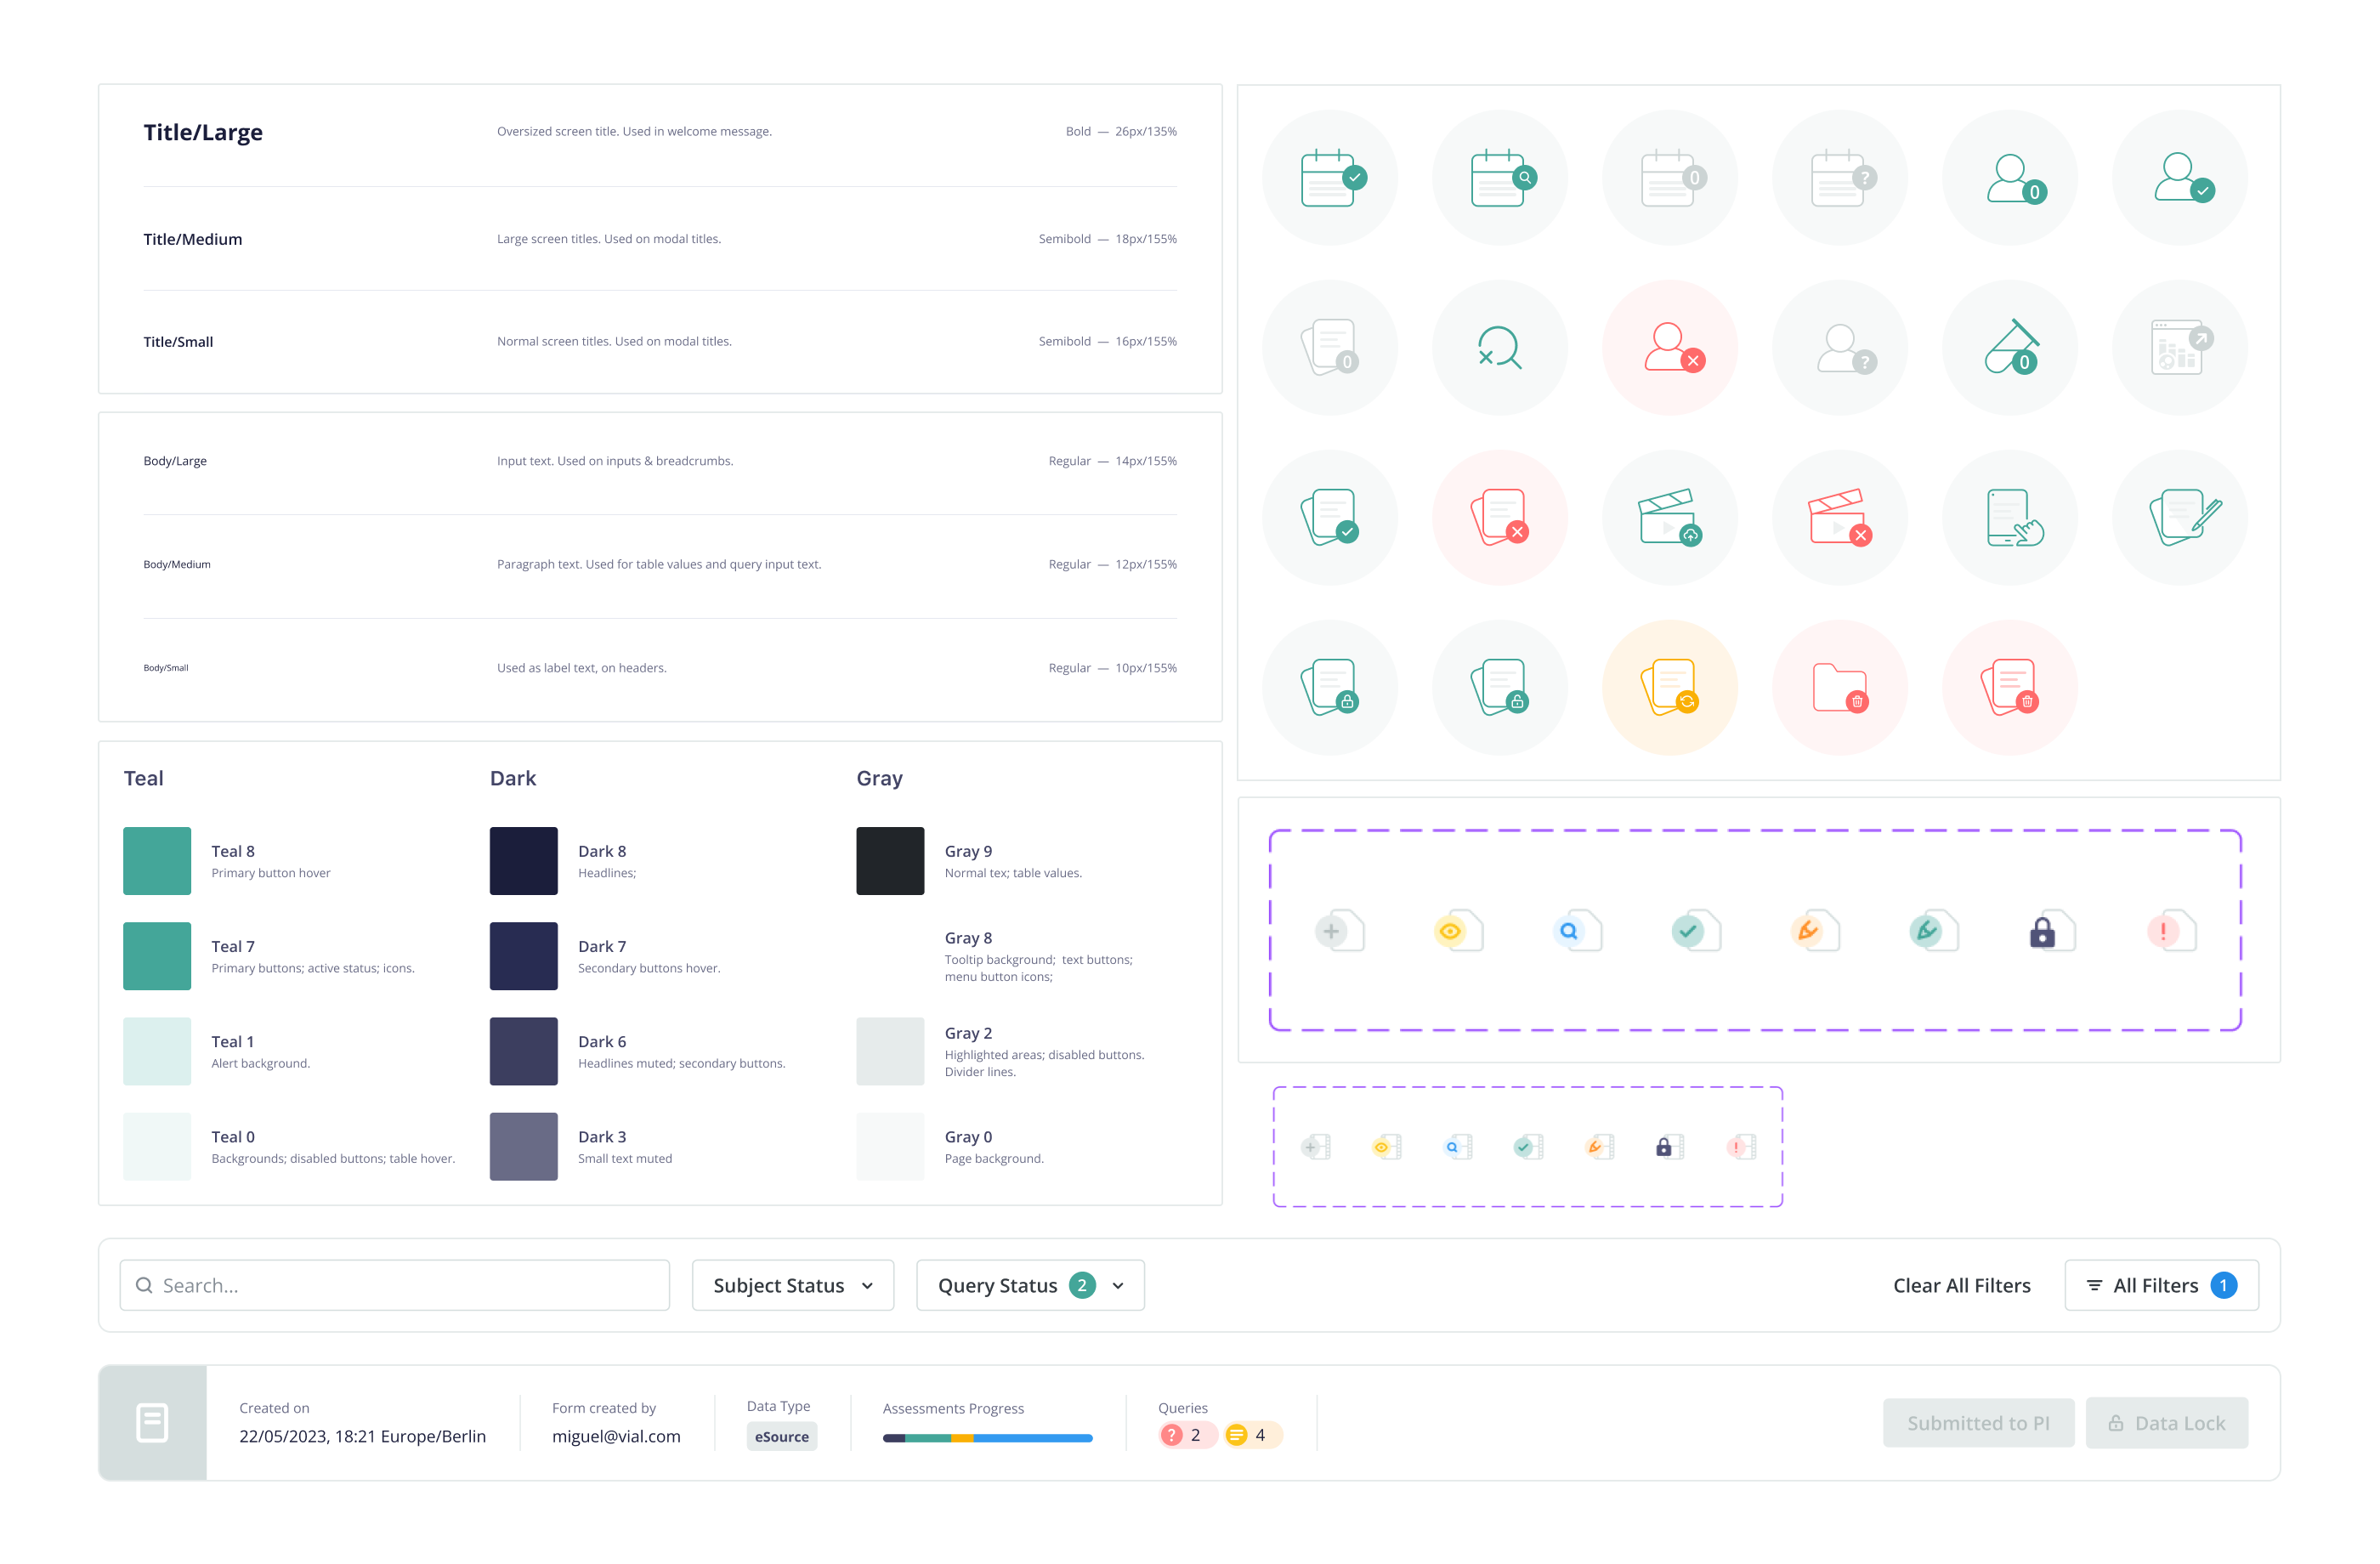 Title/Large
Oversized screen title. Used in welcome message.
Bold — 26px/135%
Title/Medium
Large screen titles. Used on modal titles.
Semibold — 18px/155%
Title/Small
Normal screen titles. Used on modal titles.
Semibold — 16px/155%
Body/Large
Input text. Used on inputs & breadcrumbs.
Regular — 14px/155%
Body/Medium
Paragraph text. Used for table values and query input text.
Regular — 12px/155%
Body/Small
Used as label text, on headers.
Regular — 10px/155%
Teal
Teal 8
Primary button hover
Teal 7
Primary buttons; active status; icons.
Teal 1
Alert background.
Teal 0
Backgrounds; disabled buttons; table hover.
Dark
Dark 8
Headlines;
Dark 7
Secondary buttons hover.
Dark 6
Headlines muted; secondary buttons.
Dark 3
Small text muted
Gray
Gray 9
Normal tex; table values.
Gray 8
Tooltip background; text buttons;
menu button icons;
Gray 2
Highlighted areas; disabled buttons.
Divider lines.
Gray 0
Page background.
0
?
0
0
?
0
!
!
Search...
Subject Status
Query Status 2
Clear All Filters
All Filters 1
Created on
22/05/2023, 18:21 Europe/Berlin
Form created by
miguel@vial.com
Data Type
eSource
Assessments Progress
Queries
? 2
4
Submitted to PI
Data Lock